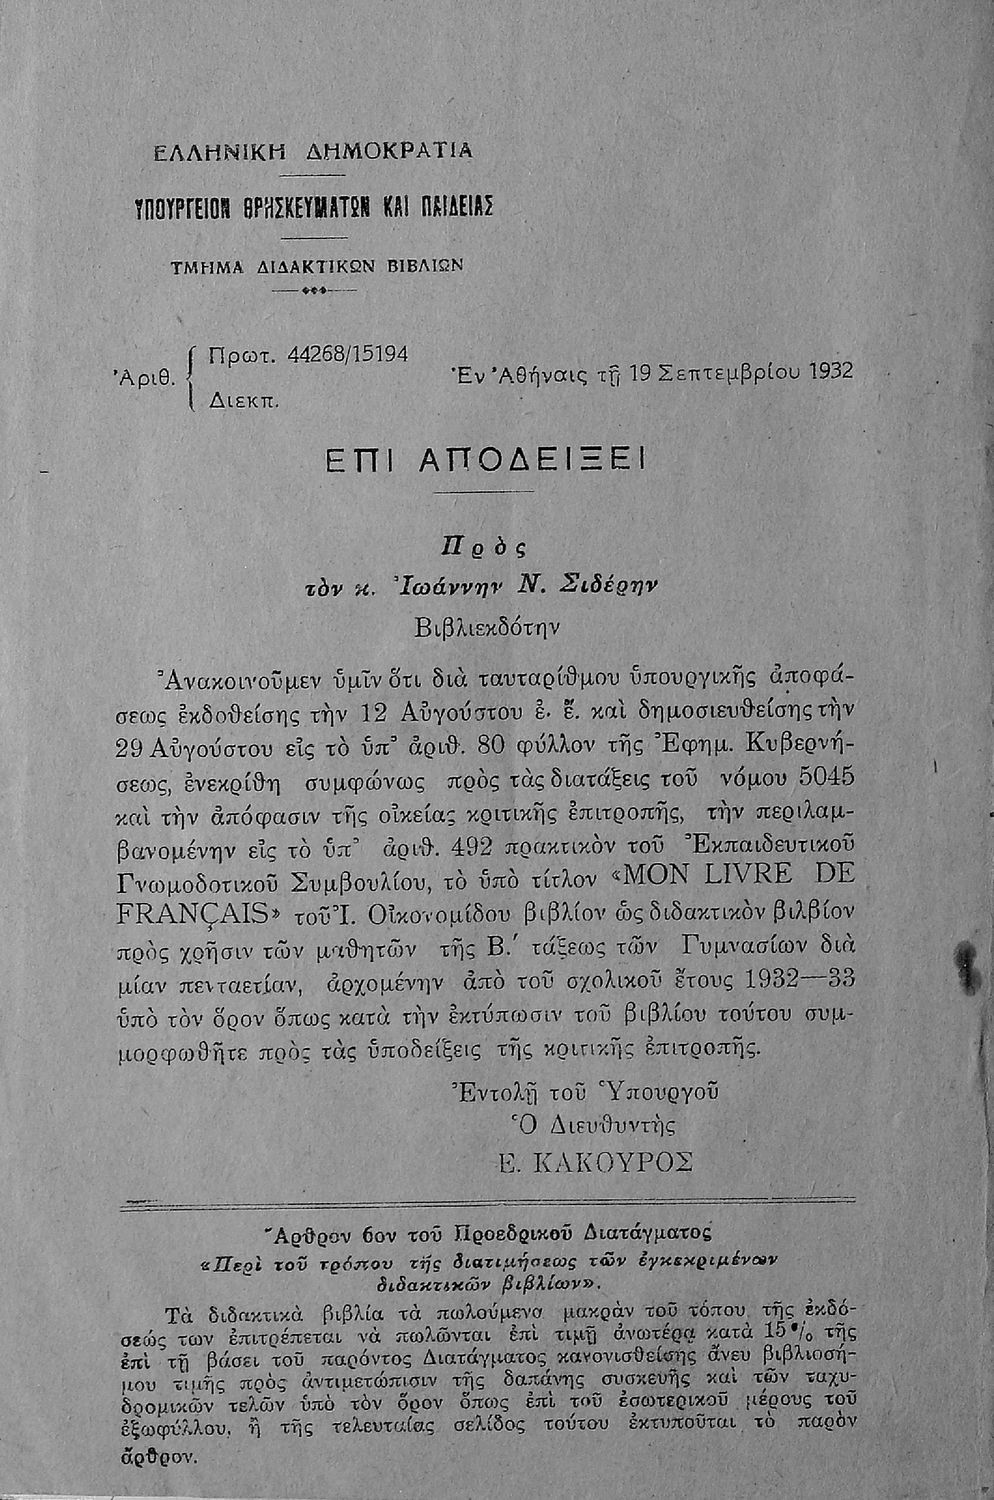 ΕΛΛΗΝΙΚΗ ΔΗΜΟΚΡΑΤΙΑ
ΥΠΟΥΡΓΕΙΟΝ ΘΡΗΣΚΕΥΜΑΤΩΝ ΚΑΙ ΠΑΙΔΕΙΑΣ
ΤΜΗΜΑ ΔΙΔΑΚΤΙΚΩΝ ΒΙΒΛΙΩΝ
Ἀριθ. { Πρωτ. 44268/15194
Διεκπ.
Ἐν Ἀθήναις τῇ 19 Σεπτεμβρίου 1932
ΕΠΙ ΑΠΟΔΕΙΞΕΙ
Πρὸς
τὸν κ. Ἰωάννην Ν. Σιδέρην
Βιβλιεκδότην
Ἀνακοινοῦμεν ὑμῖν ὅτι διὰ ταυταρίθμου ὑπουργικῆς ἀποφά-
σεως ἐκδοθείσης τὴν 12 Αὐγούστου ἐ. ἔ. καὶ δημοσιευθείσης τὴν
29 Αὐγούστου εἰς τὸ ὑπ' ἀριθ. 80 φύλλον τῆς Ἐφημ. Κυβερνή-
σεως, ἐνεκρίθη συμφώνως πρὸς τὰς διατάξεις τοῦ νόμου 5045
καὶ τὴν ἀπόφασιν τῆς οἰκείας κριτικῆς ἐπιτροπῆς, τὴν περιλαμ-
βανομένην εἰς τὸ ὑπ' ἀριθ. 492 πρακτικὸν τοῦ Ἐκπαιδευτικοῦ
Γνωμοδοτικοῦ Συμβουλίου, τὸ ὑπὸ τίτλον «MON LIVRE DE
FRANÇAIS» τοῦ Ἰ. Οἰκονομίδου βιβλίον ὡς διδακτικὸν βιλβίον
πρὸς χρῆσιν τῶν μαθητῶν τῆς Β.΄ τάξεως τῶν Γυμνασίων διὰ
μίαν πενταετίαν, ἀρχομένην ἀπὸ τοῦ σχολικοῦ ἔτους 1932—33
ὑπὸ τὸν ὅρον ὅπως κατὰ τὴν ἐκτύπωσιν τοῦ βιβλίου τούτου συμ-
μορφωθῆτε πρὸς τὰς ὑποδείξεις τῆς κριτικῆς ἐπιτροπῆς.
Ἐντολῇ τοῦ Ὑπουργοῦ
Ὁ Διευθυντὴς
Ε. ΚΑΚΟΥΡΟΣ
Ἄρθρον 6ον τοῦ Προεδρικοῦ Διατάγματος
«Περὶ τοῦ τρόπου τῆς διατιμήσεως τῶν ἐγκεκριμένων
διδακτικῶν βιβλίων».
Τὰ διδακτικὰ βιβλία τὰ πωλούμενα μακρὰν τοῦ τόπου τῆς ἐκδό-
σεώς των ἐπιτρέπεται νὰ πωλῶνται ἐπὶ τιμῇ ἀνωτέρᾳ κατὰ 15 % τῆς
ἐπὶ τῇ βάσει τοῦ παρόντος Διατάγματος κανονισθείσης ἄνευ βιβλιοσή-
μου τιμῆς πρὸς ἀντιμετώπισιν τῆς δαπάνης συσκευῆς καὶ τῶν ταχυ-
δρομικῶν τελῶν ὑπὸ τὸν ὅρον ὅπως ἐπὶ τοῦ ἐσωτερικοῦ μέρους τοῦ
ἐξωφύλλου, ἢ τῆς τελευταίας σελίδος τούτου ἐκτυποῦται τὸ παρὸν
ἄρθρον.